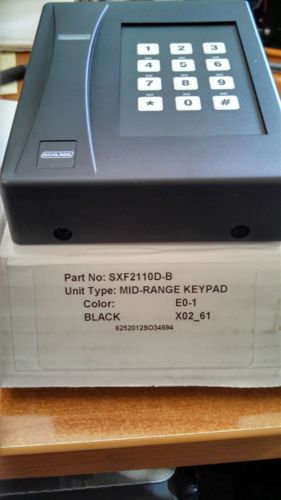 1 2 3
4 5 6
7 8 9
* 0 #
SCHLAGE
Part No: SXF2110D-B
Unit Type: MID-RANGE KEYPAD
Color: E0-1
BLACK X02_61
6252012SO34694